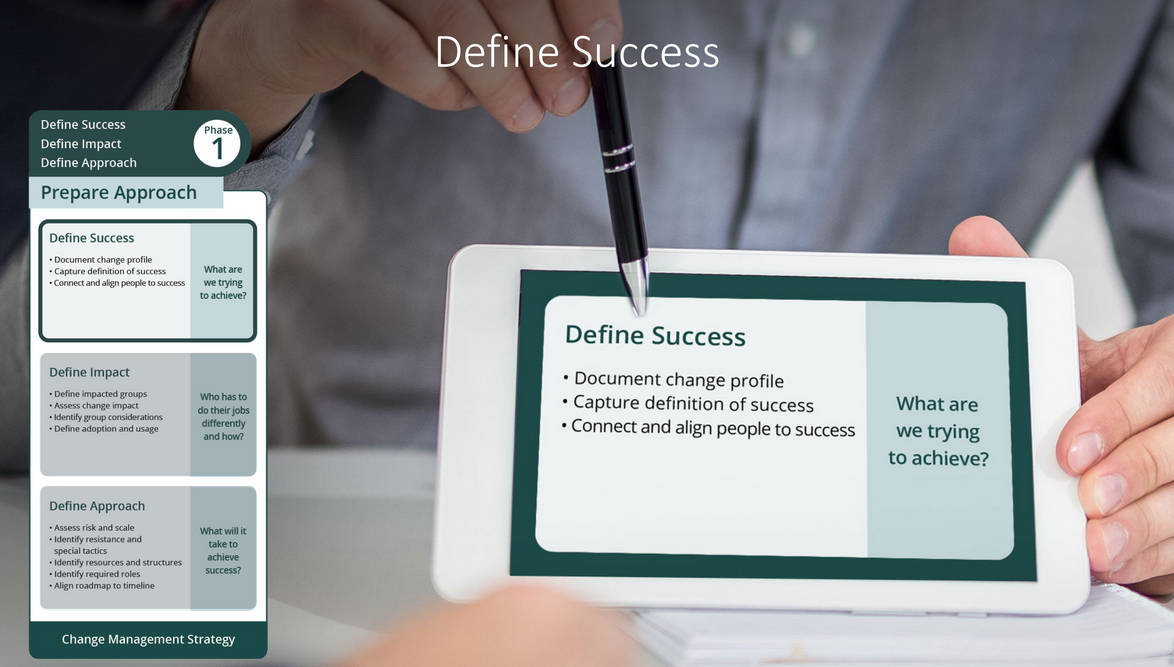 Define Success
Define Success
Define Impact
Define Approach
Phase
1
Prepare Approach
Define Success
• Document change profile
• Capture definition of success
• Connect and align people to success
What are
we trying
to achieve?
Define Impact
• Define impacted groups
• Assess change impact
• Identify group considerations
• Define adoption and usage
Who has to
do their jobs
differently
and how?
Define Approach
• Assess risk and scale
• Identify resistance and
special tactics
• Identify resources and structures
• Identify required roles
• Align roadmap to timeline
What will it
take to
achieve
success?
Change Management Strategy
Define Success
• Document change profile
• Capture definition of success
• Connect and align people to success
What are
we trying
to achieve?